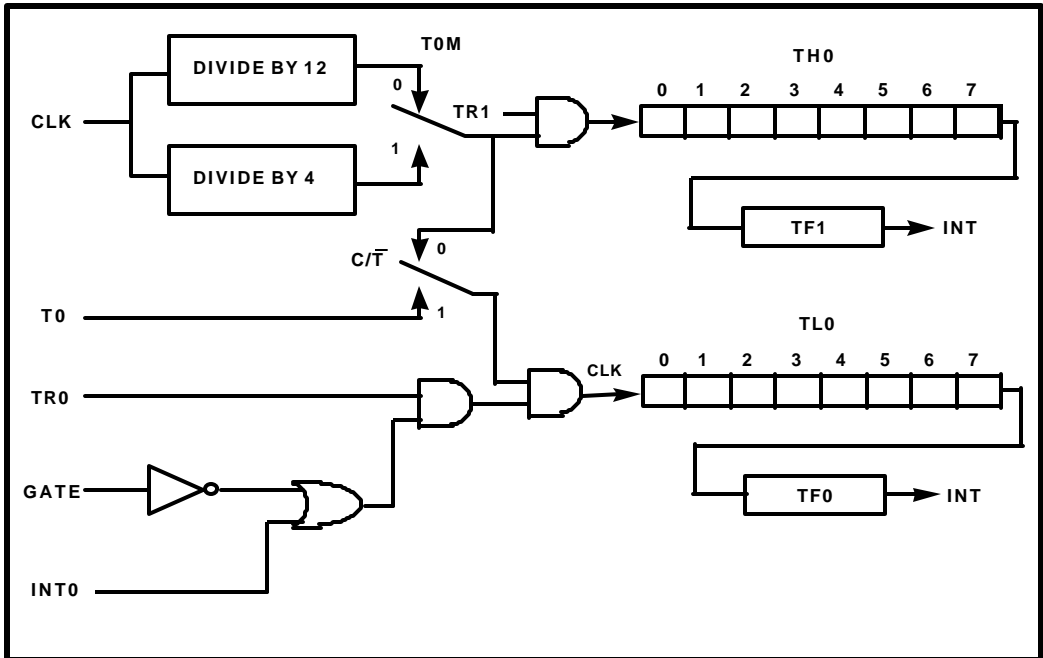 T0M
TH0
DIVIDE BY 12
0
TR1
0 1 2 3 4 5 6 7
CLK
1
DIVIDE BY 4
TF1
INT
0
C/T̅
T0
1
TL0
CLK
0 1 2 3 4 5 6 7
TR0
GATE
TF0
INT
INT0